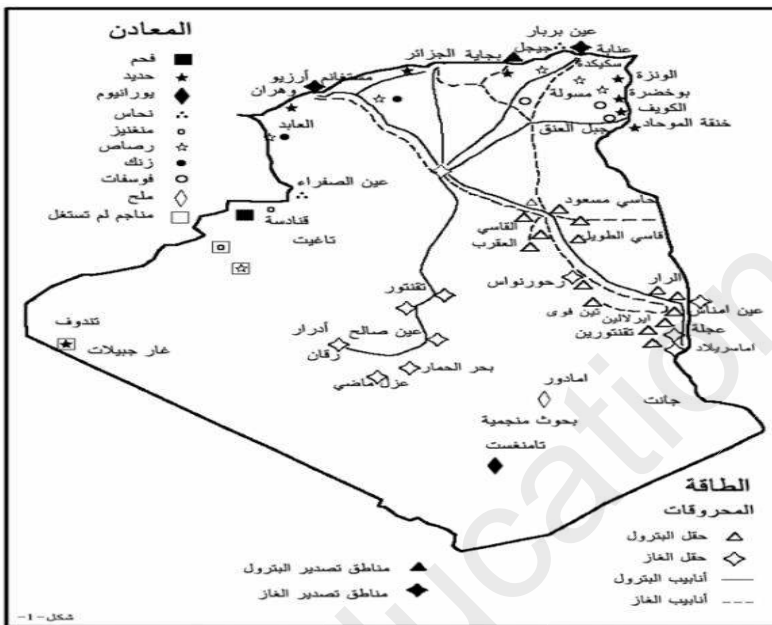 المعادن
فحم
حديد
يورانيوم
نحاس
منغنيز
رصاص
زنك
فوسفات
ملح
مناجم لم تستغل
عين بربار
عنابة
جيجل
سكيكدة
بجاية
الجزائر
مستغانم
أرزيو
وهران
العابد
الونزة
بوخضرة
الكويف
خنقة الموحاد
مسولة
جبل العنق
عين الصفراء
قنادسة
تاغيت
حاسي مسعود
القاسي
قاسي الطويل
العقرب
رحورنواس
الرار
عين امناس
تين فوى
ايرلالين
عجلة
تقنتورين
اماسريلاد
تقنتور
تندوف
غار جبيلات
أدرار
عين صالح
رقان
بحر الحمار
عزل ماضي
امادور
جانت
بحوث منجمية
تامنغست
الطاقة
المحروقات
حقل البترول
حقل الغاز
أنابيب البترول
أنابيب الغاز
مناطق تصدير البترول
مناطق تصدير الغاز
شكل-1-
ducation